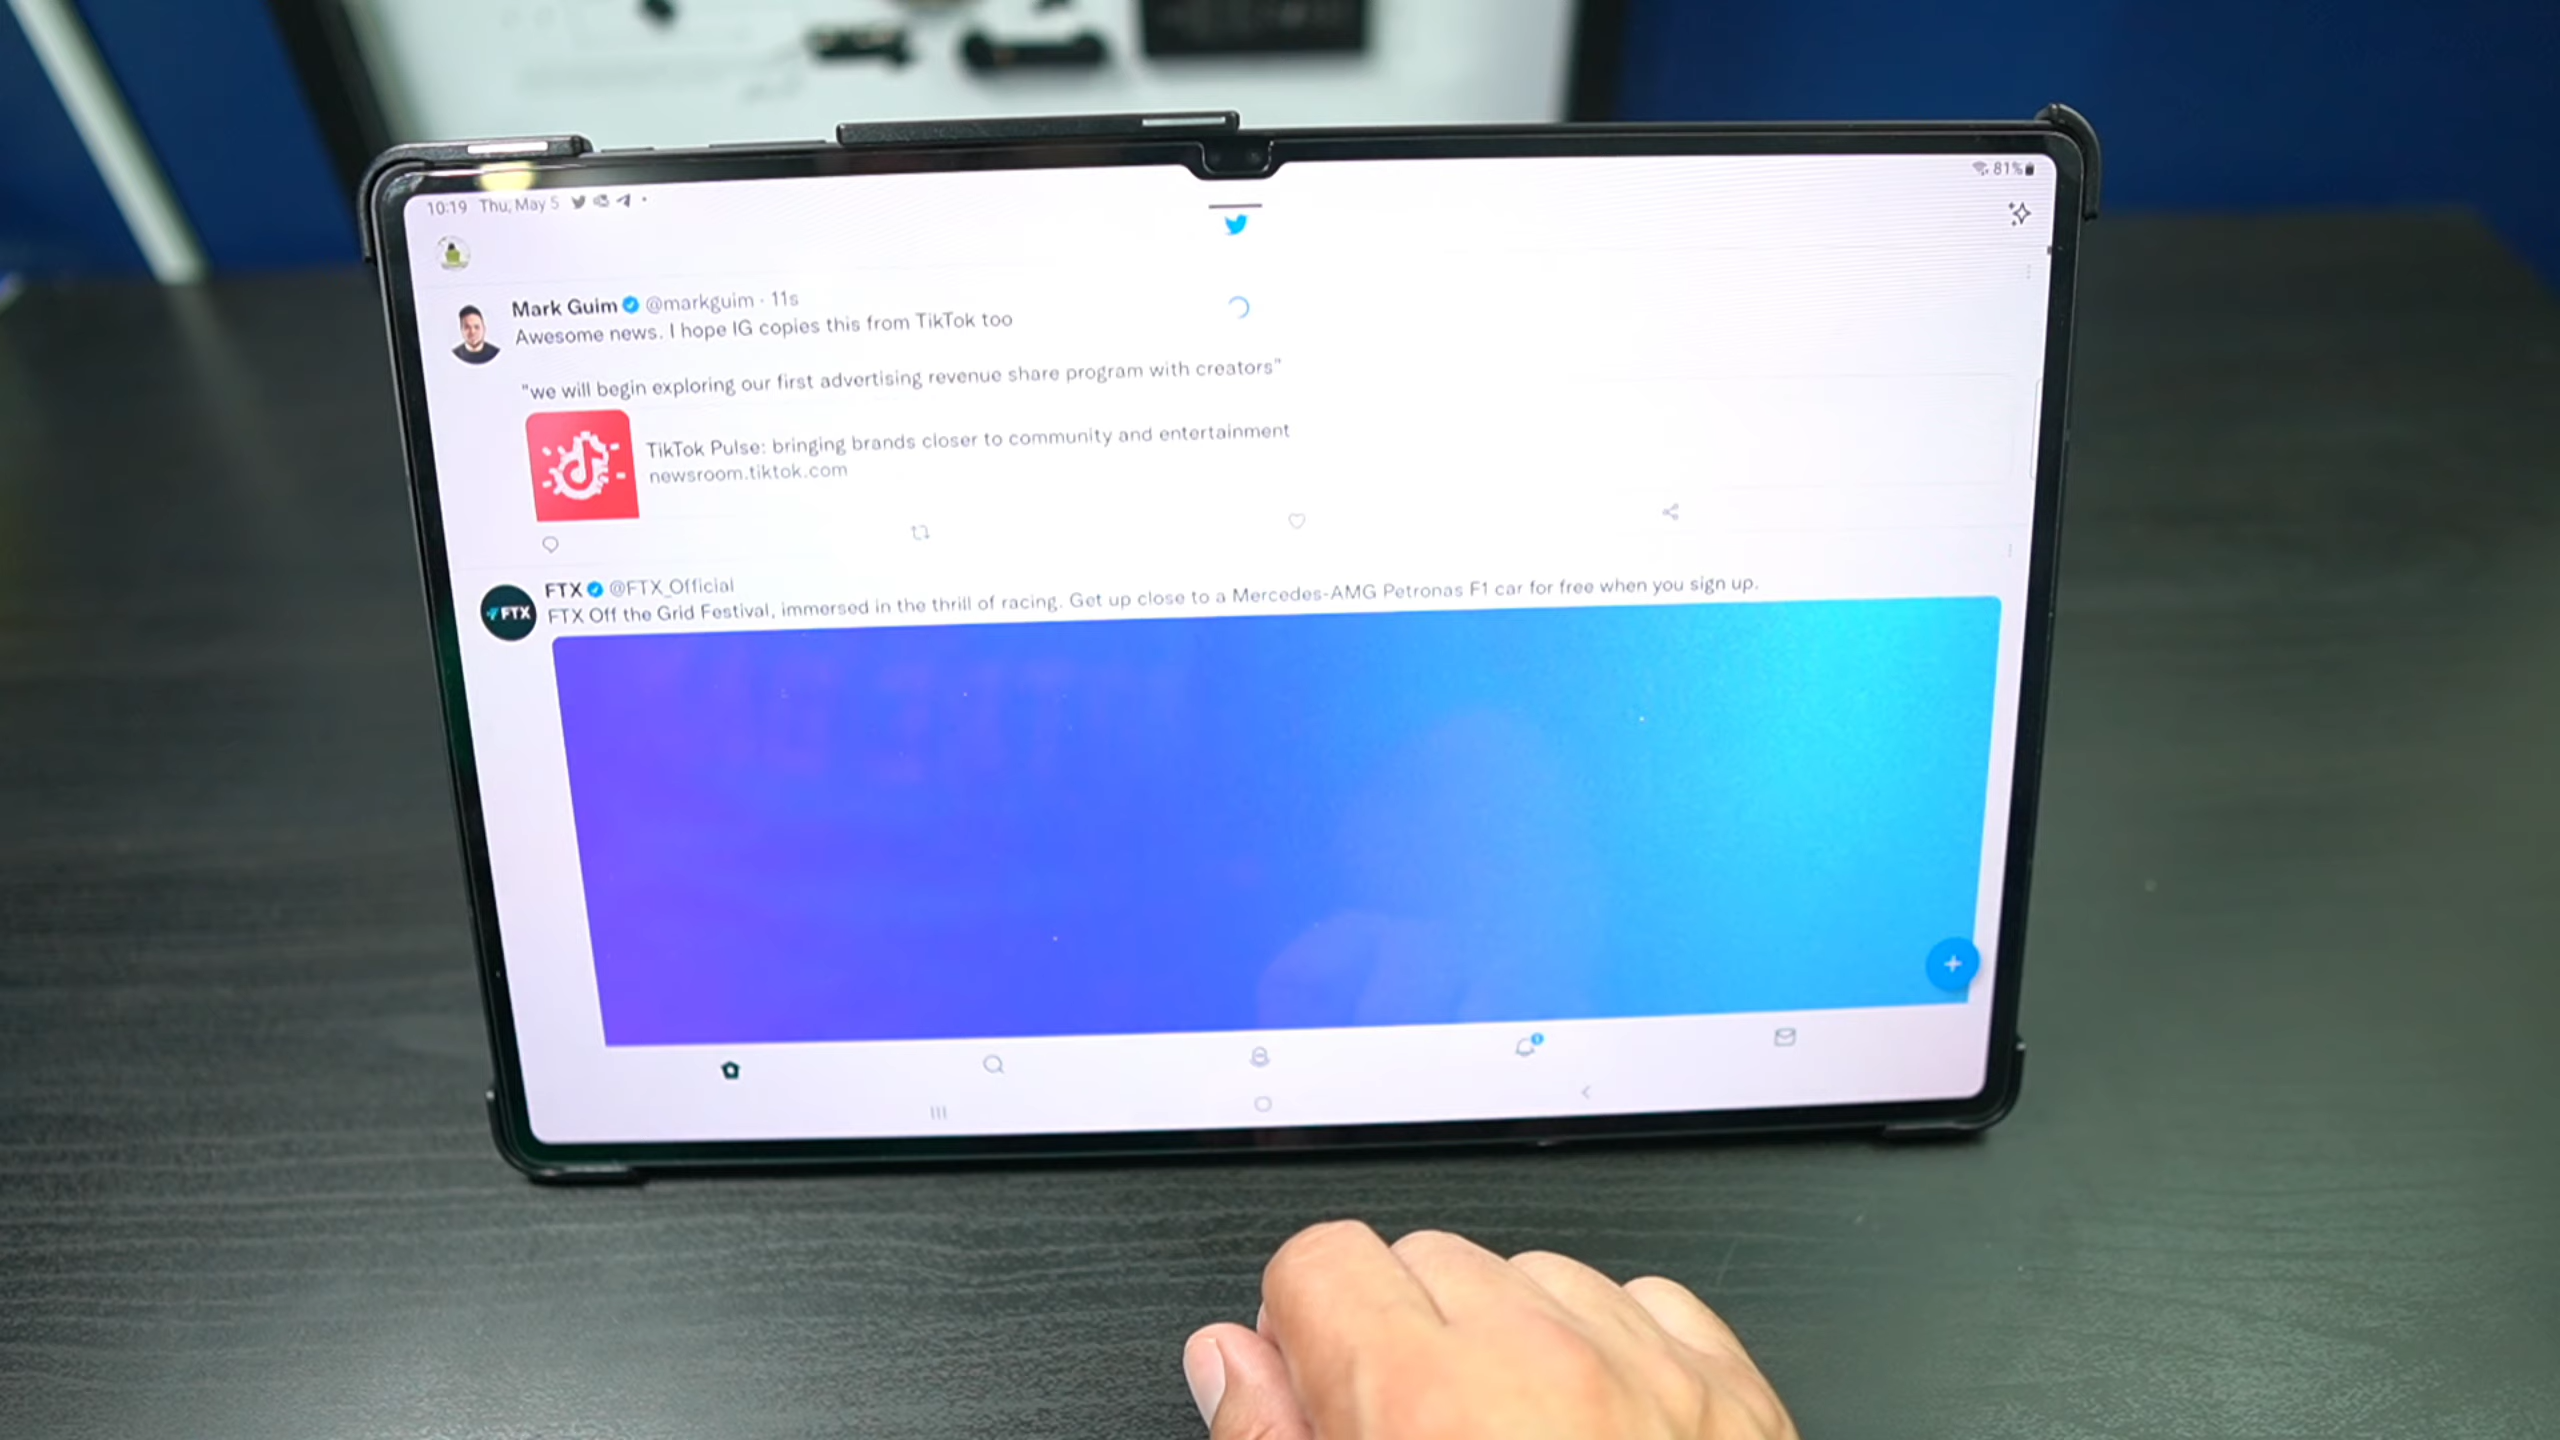 10:19 Thu, May 5
81%
Mark Guim @markguim · 11s
Awesome news. I hope IG copies this from TikTok too
"we will begin exploring our first advertising revenue share program with creators"
TikTok Pulse: bringing brands closer to community and entertainment
newsroom.tiktok.com
FTX @FTX_Official
FTX
FTX Off the Grid Festival, immersed in the thrill of racing. Get up close to a Mercedes-AMG Petronas F1 car for free when you sign up.